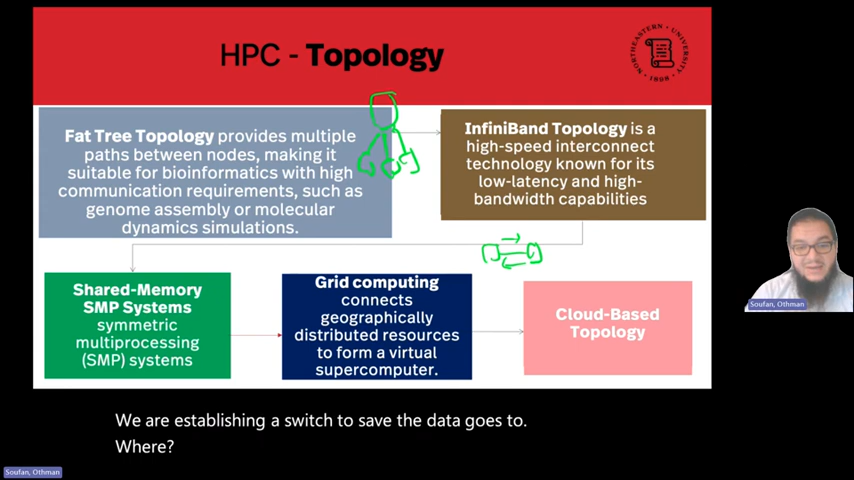 HPC - Topology
NORTHEASTERN · UNIVERSITY
1898
Fat Tree Topology provides multiple
paths between nodes, making it
suitable for bioinformatics with high
communication requirements, such as
genome assembly or molecular
dynamics simulations.
InfiniBand Topology is a
high-speed interconnect
technology known for its
low-latency and high-
bandwidth capabilities
Shared-Memory
SMP Systems
symmetric
multiprocessing
(SMP) systems
Grid computing
connects
geographically
distributed resources
to form a virtual
supercomputer.
Cloud-Based
Topology
Soufan, Othman
We are establishing a switch to save the data goes to.
Where?
Soufan, Othman